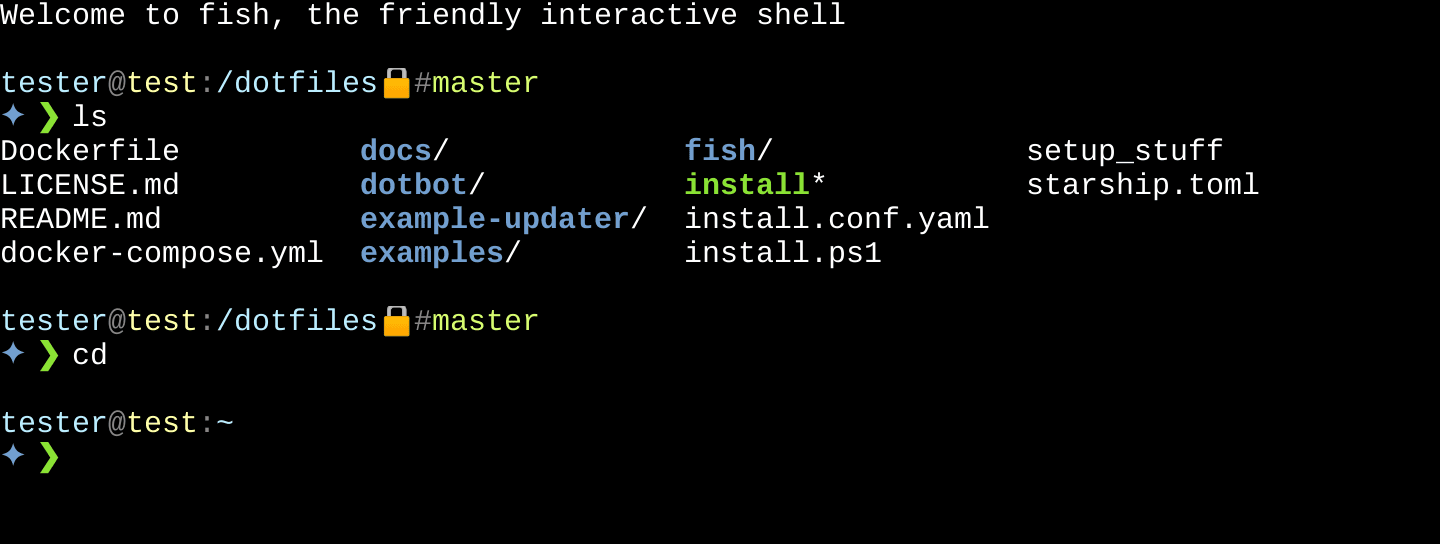 Welcome to fish, the friendly interactive shell
tester@test:/dotfiles🔒#master
✦ ❯ ls
Dockerfile          docs/             fish/              setup_stuff
LICENSE.md          dotbot/           install*           starship.toml
README.md           example-updater/  install.conf.yaml
docker-compose.yml  examples/         install.ps1
tester@test:/dotfiles🔒#master
✦ ❯ cd
tester@test:~
✦ ❯